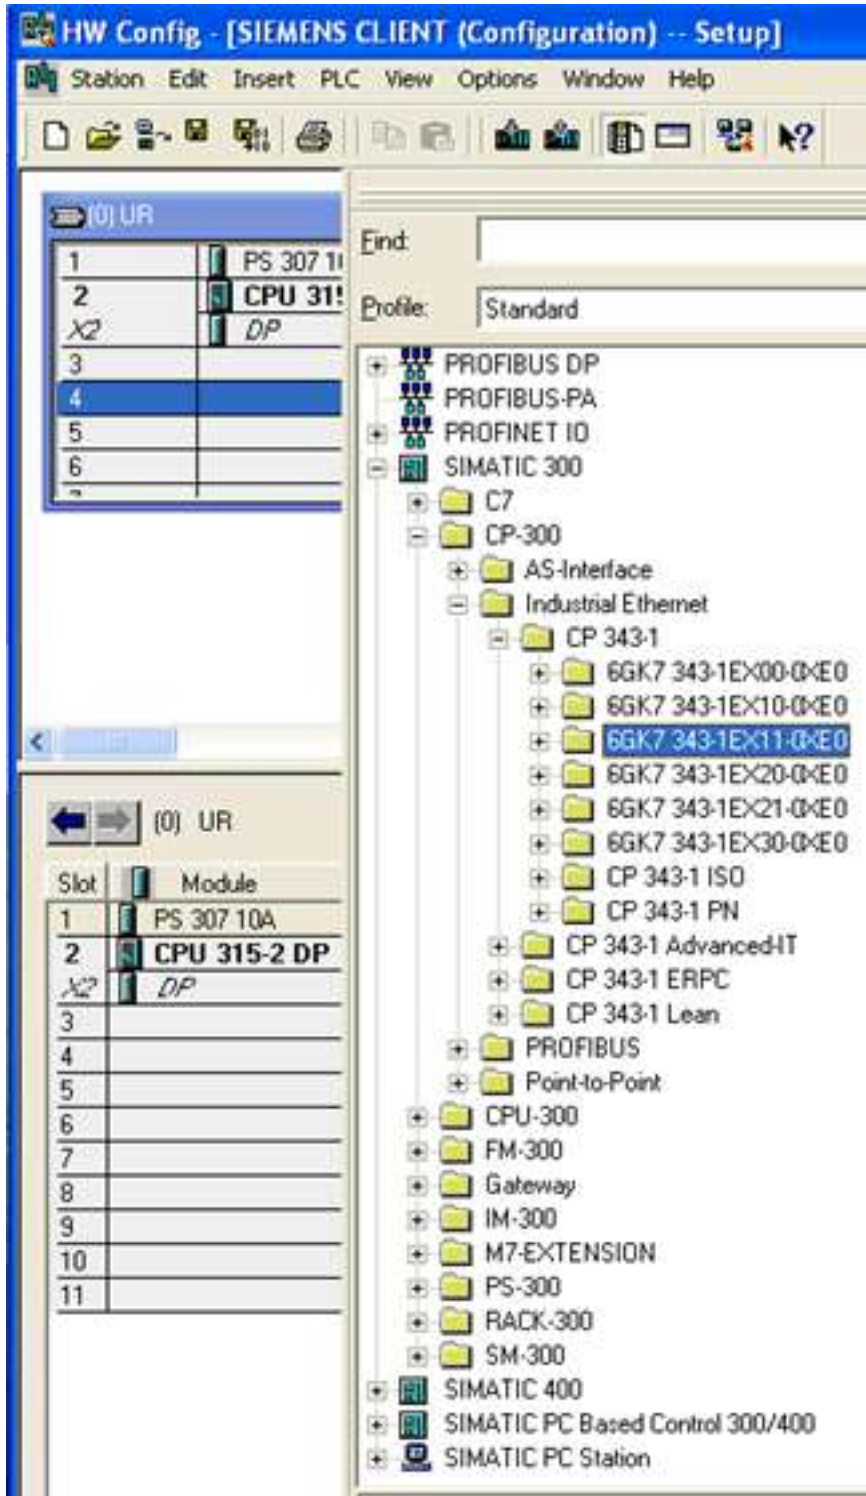 HW Config - [SIEMENS CLIENT (Configuration) -- Setup]
Station Edit Insert PLC View Options Window Help
(0) UR
1 PS 307 10
2 CPU 315
X2 DP
3
4
5
6
Find:
Profile: Standard
PROFIBUS DP
PROFIBUS-PA
PROFINET IO
SIMATIC 300
C7
CP-300
AS-Interface
Industrial Ethernet
CP 343-1
6GK7 343-1EX00-0XE0
6GK7 343-1EX10-0XE0
6GK7 343-1EX11-0XE0
6GK7 343-1EX20-0XE0
6GK7 343-1EX21-0XE0
6GK7 343-1EX30-0XE0
CP 343-1 ISO
CP 343-1 PN
CP 343-1 Advanced-IT
CP 343-1 ERPC
CP 343-1 Lean
PROFIBUS
Point-to-Point
CPU-300
FM-300
Gateway
IM-300
M7-EXTENSION
PS-300
RACK-300
SM-300
SIMATIC 400
SIMATIC PC Based Control 300/400
SIMATIC PC Station
(0) UR
Slot Module
1 PS 307 10A
2 CPU 315-2 DP
X2 DP
3
4
5
6
7
8
9
10
11